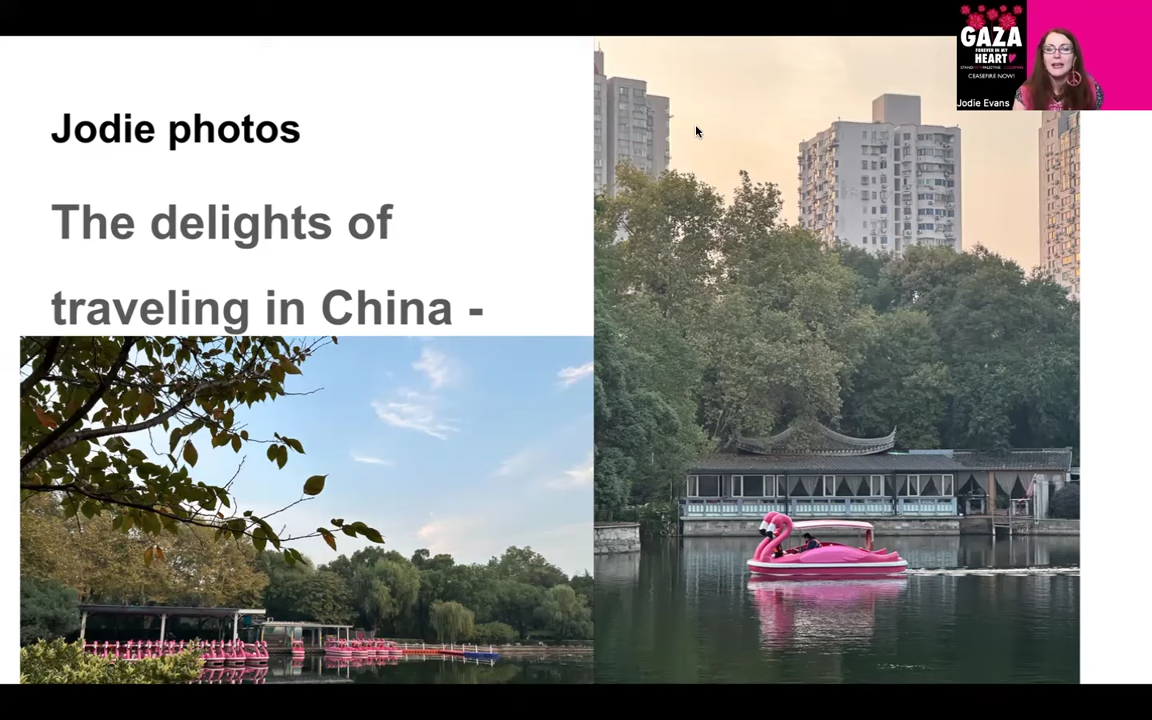 Jodie photos
The delights of
traveling in China -
GAZA
FOREVER IN MY
HEART
CEASEFIRE NOW!
Jodie Evans